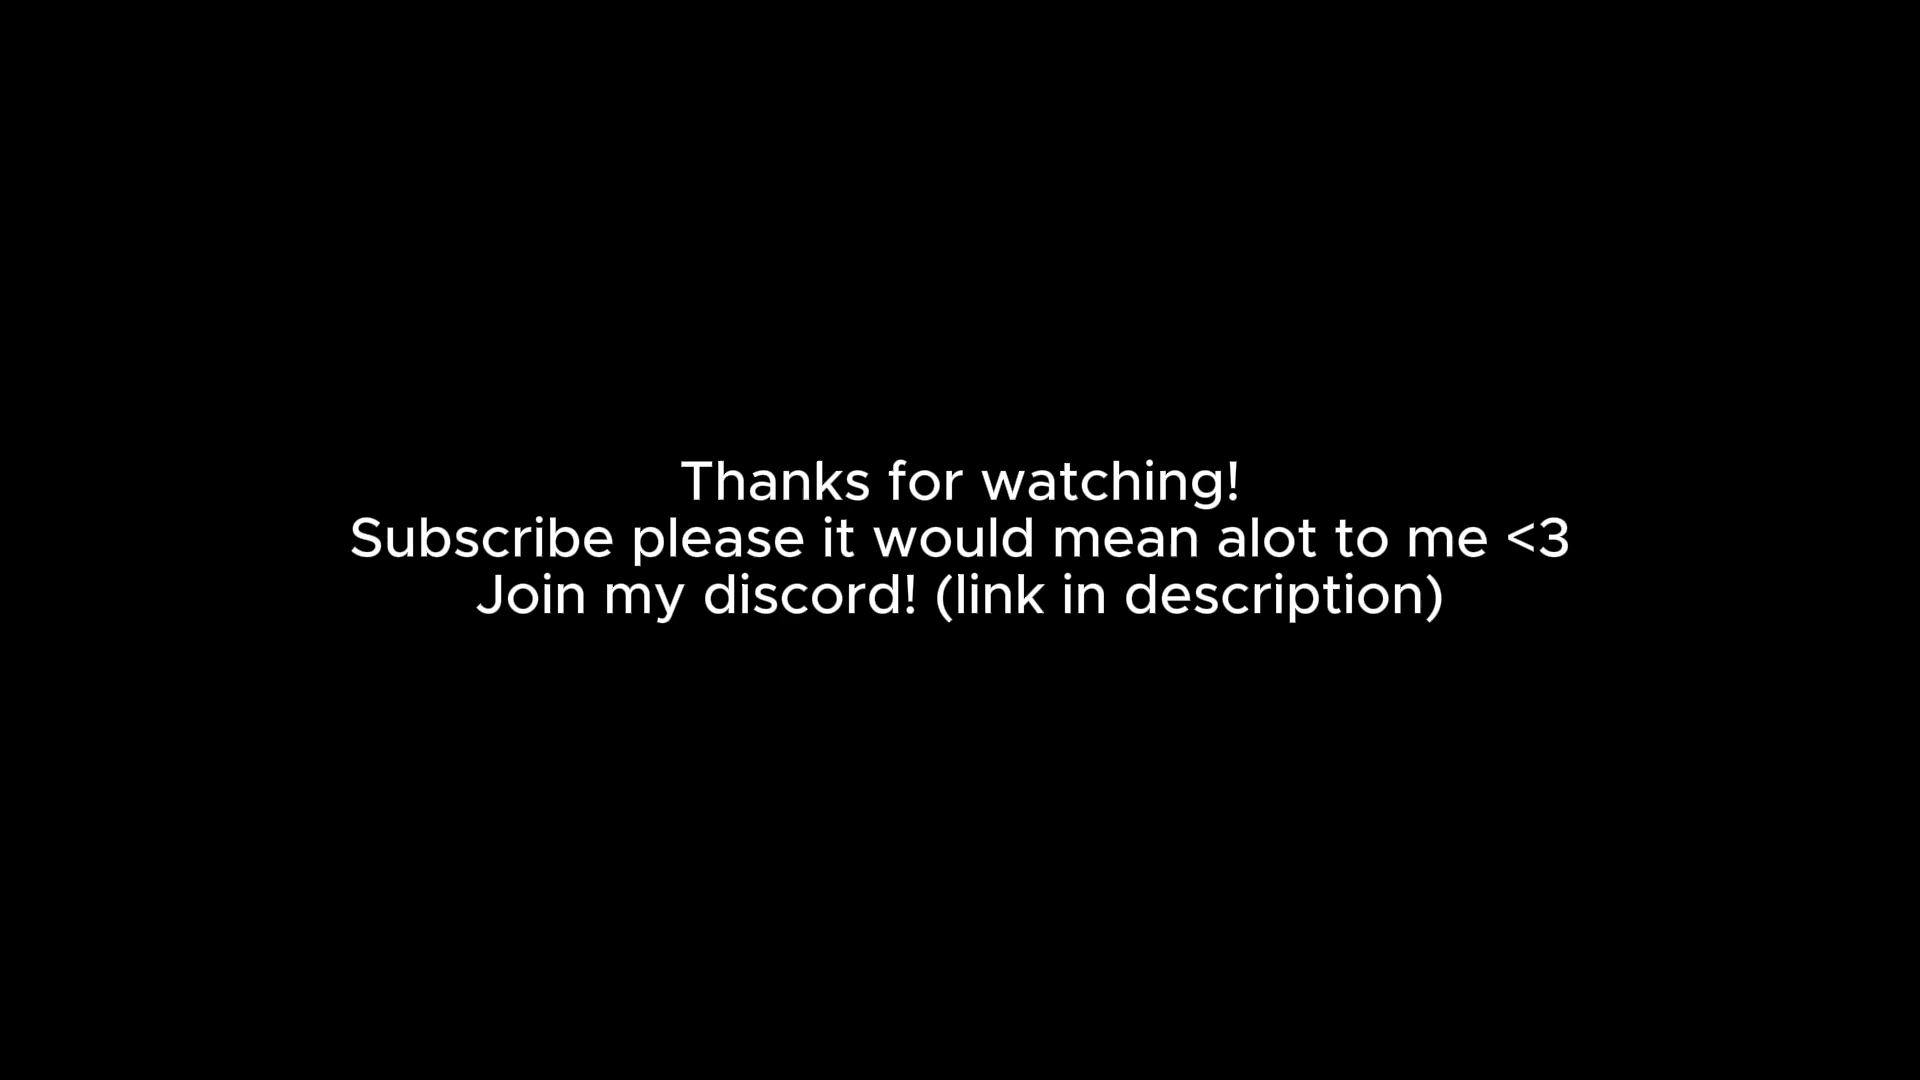 Thanks for watching!
Subscribe please it would mean alot to me <3
Join my discord! (link in description)